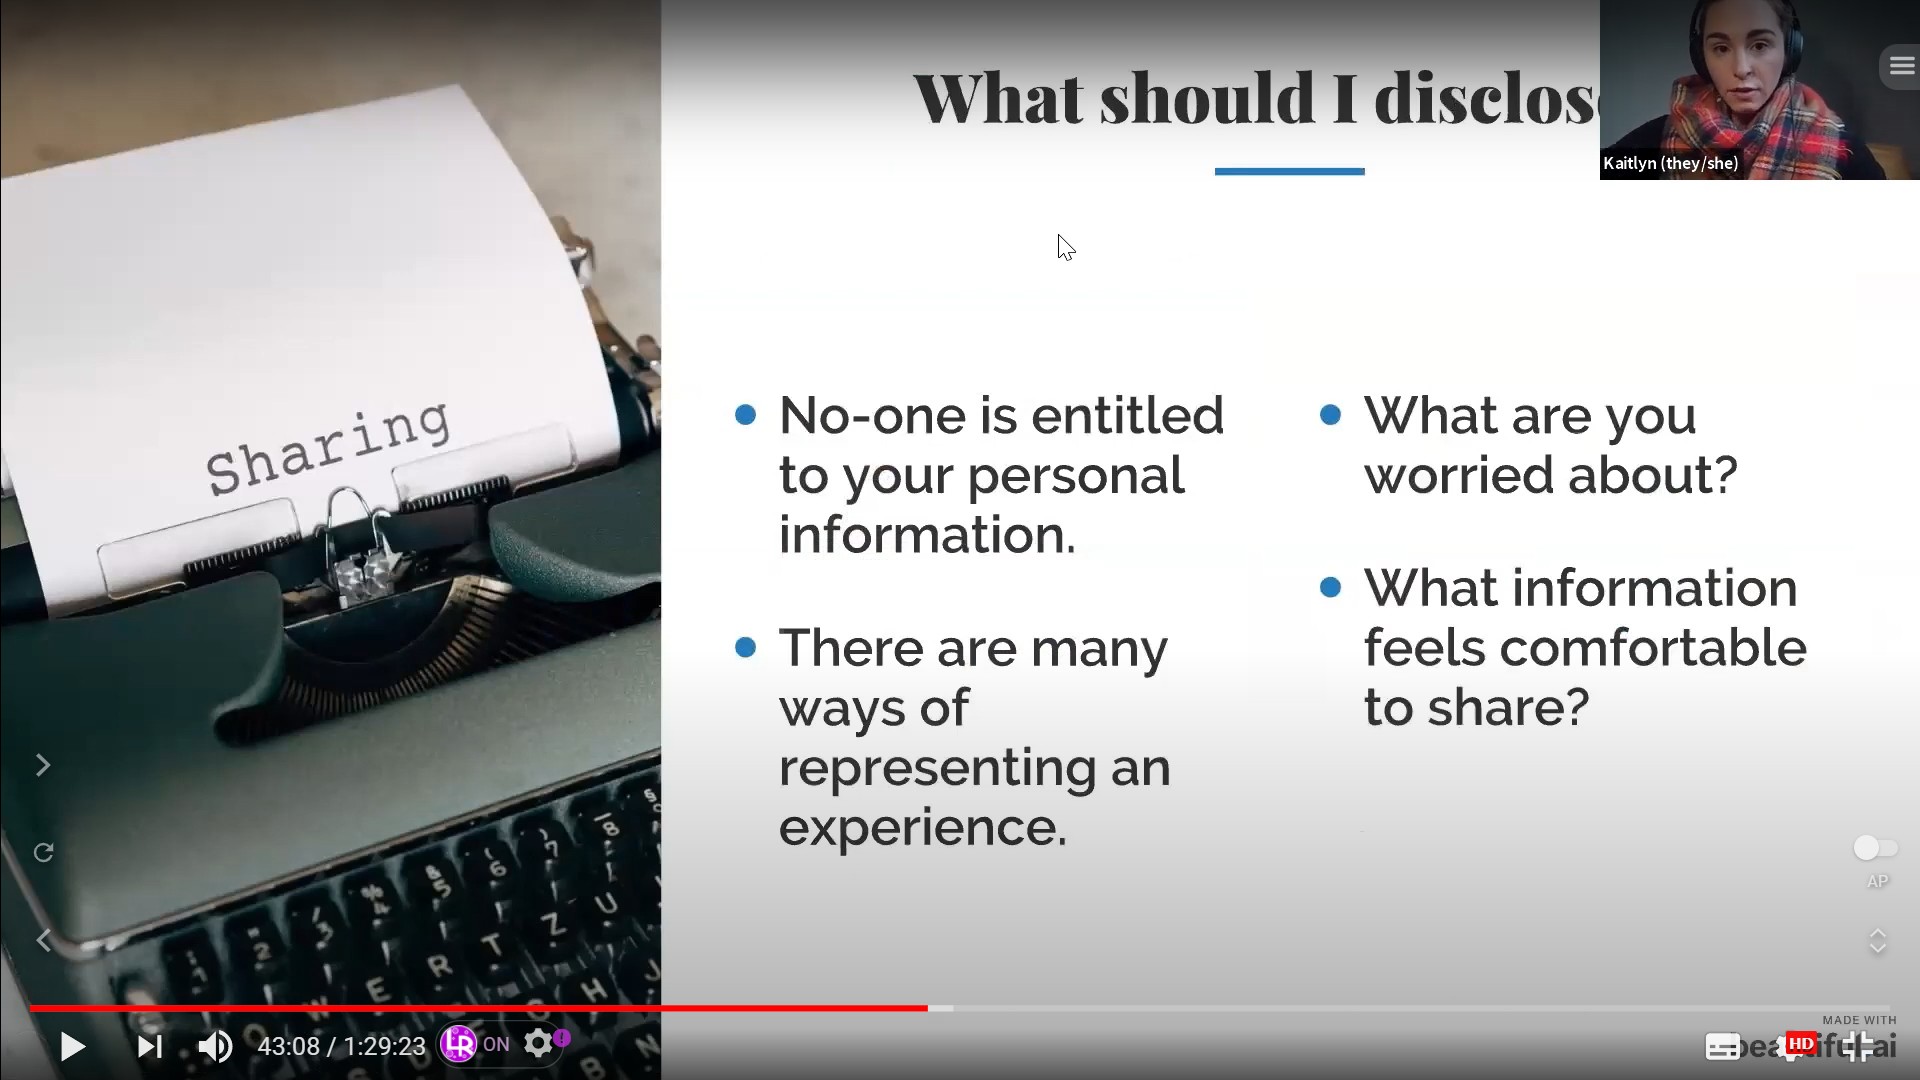 What should I disclos
Kaitlyn (they/she)
Sharing
No-one is entitled
to your personal
information.
There are many
ways of
representing an
experience.
What are you
worried about?
What information
feels comfortable
to share?
AP
43:08 / 1:29:23
LR ON
HD
MADE WITH
beautiful.ai